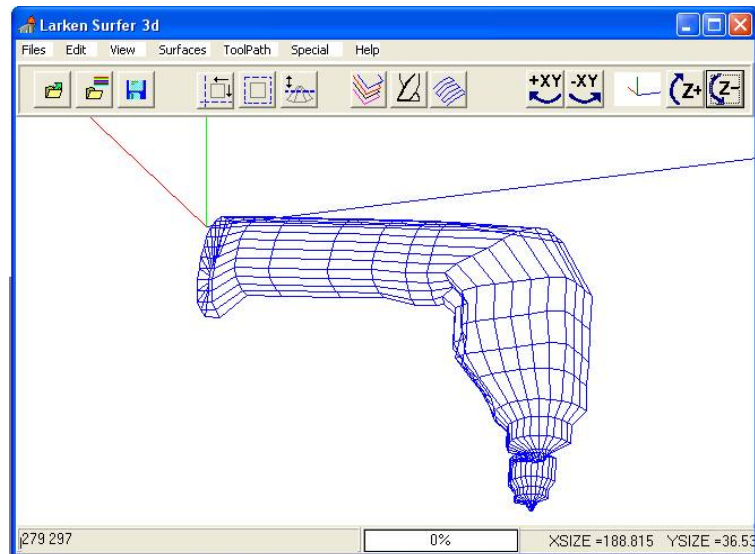 Larken Surfer 3d
Files Edit View Surfaces ToolPath Special Help
+XY -XY Z+ Z-
279 297 0% XSIZE =188.815 YSIZE =36.53